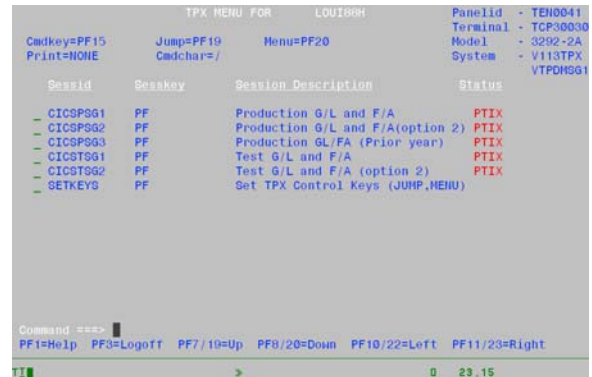 TPX MENU FOR LOUI88H Panelid - TEN0041
Terminal - TCP30030
Cmdkey=PF15 Jump=PF19 Menu=PF20 Model - 3292-2A
Print=NONE Cmdchar=/ System - V113TPX
VTPDMSG1
Sessid Sesskey Session Description Status
_ CICSPSG1 PF Production G/L and F/A PTIX
_ CICSPSG2 PF Production G/L and F/A(option 2) PTIX
_ CICSPSG3 PF Production GL/FA (Prior year) PTIX
_ CICSTSG1 PF Test G/L and F/A PTIX
_ CICSTSG2 PF Test G/L and F/A (option 2) PTIX
_ SETKEYS PF Set TPX Control Keys (JUMP,MENU)
Command ===>
PF1=Help PF3=Logoff PF7/19=Up PF8/20=Down PF10/22=Left PF11/23=Right
> 0 23.15